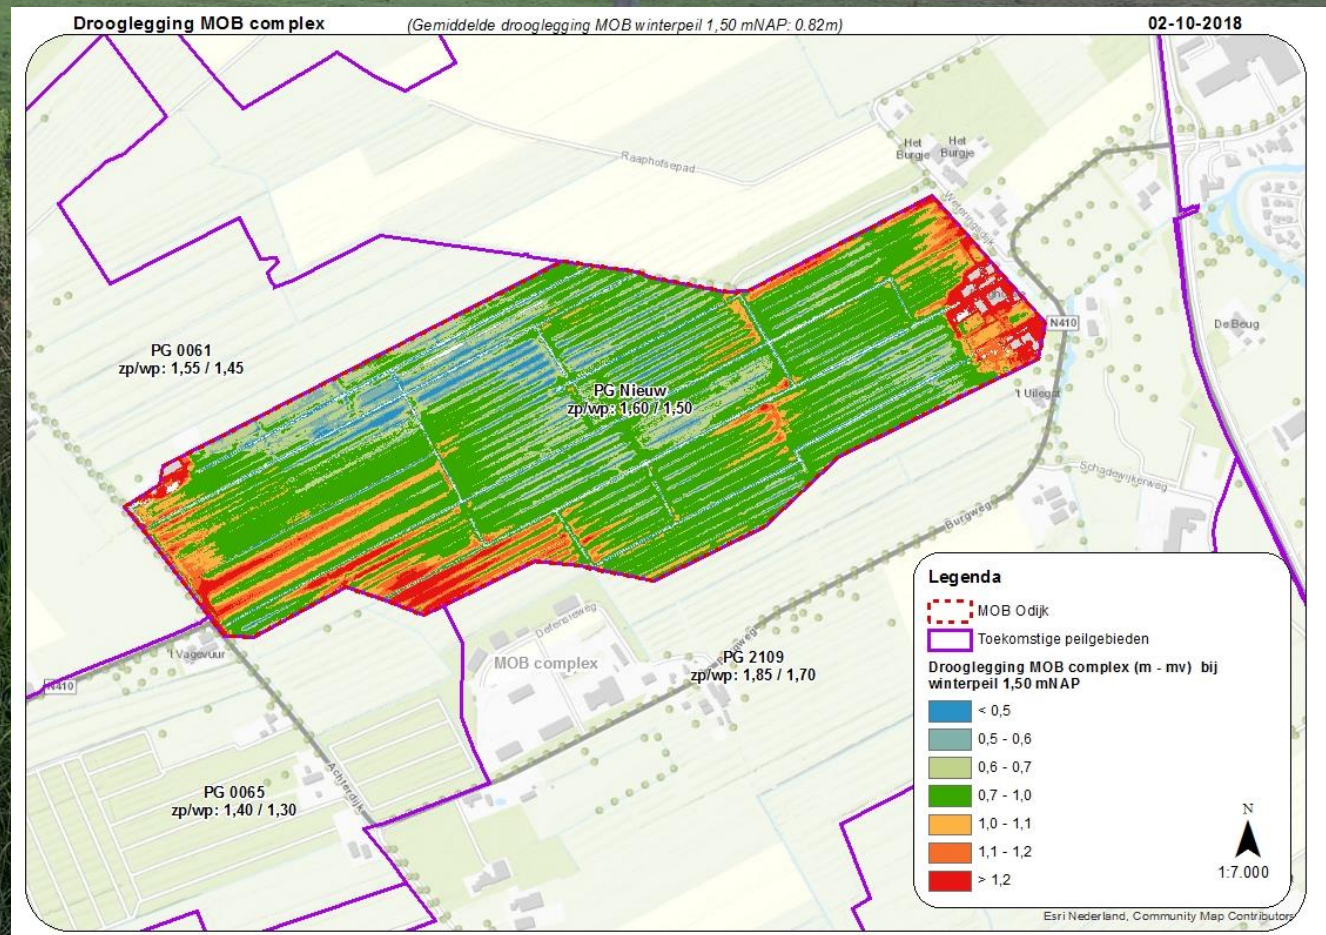 Drooglegging MOB complex
(Gemiddelde drooglegging MOB winterpeil 1,50 mNAP: 0.82m)
02-10-2018
Raaphofsepad
Het Burgje
Het Burgje
Weteringsdijk
N410
De Beug
't Uilegat
Schadewijkerweg
Burgweg
PG 0061
zp/wp: 1,55 / 1,45
PG Nieuw
zp/wp: 1,60 / 1,50
't Vagevuur
N410
Defensieweg
MOB complex
PG 2109
zp/wp: 1,85 / 1,70
PG 0065
zp/wp: 1,40 / 1,30
Achterdijk
Legenda
MOB Odijk
Toekomstige peilgebieden
Drooglegging MOB complex (m - mv) bij
winterpeil 1,50 mNAP
< 0,5
0,5 - 0,6
0,6 - 0,7
0,7 - 1,0
1,0 - 1,1
1,1 - 1,2
> 1,2
N
1:7.000
Esri Nederland, Community Map Contributors